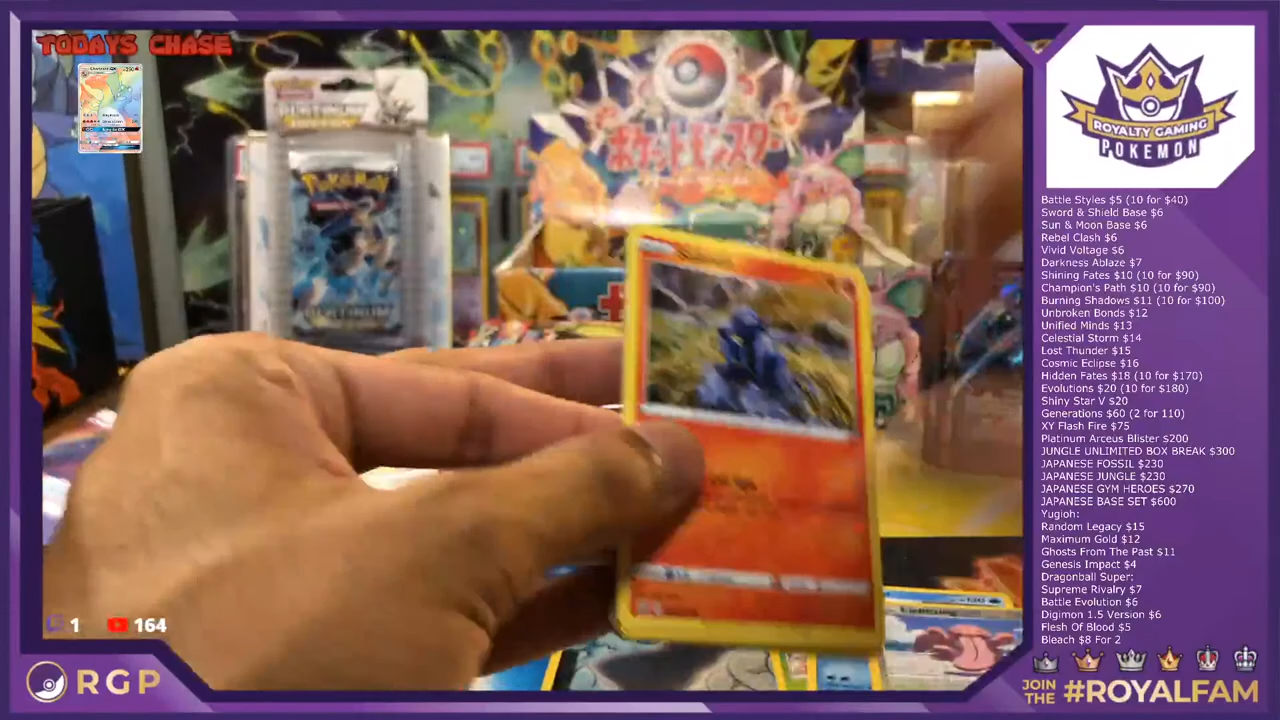 TODAYS CHASE
POKEMON
ポケットモンスター
1
164
RGP
ROYALTY GAMING
POKEMON
Battle Styles $5 (10 for $40)
Sword & Shield Base $6
Sun & Moon Base $6
Rebel Clash $6
Vivid Voltage $6
Darkness Ablaze $7
Shining Fates $10 (10 for $90)
Champion's Path $10 (10 for $90)
Burning Shadows $11 (10 for $100)
Unbroken Bonds $12
Unified Minds $13
Celestial Storm $14
Lost Thunder $15
Cosmic Eclipse $16
Hidden Fates $18 (10 for $170)
Evolutions $20 (10 for $180)
Shiny Star V $20
Generations $60 (2 for 110)
XY Flash Fire $75
Platinum Arceus Blister $200
JUNGLE UNLIMITED BOX BREAK $300
JAPANESE FOSSIL $230
JAPANESE JUNGLE $230
JAPANESE GYM HEROES $270
JAPANESE BASE SET $600
Yugioh:
Random Legacy $15
Maximum Gold $12
Ghosts From The Past $11
Genesis Impact $4
Dragonball Super:
Supreme Rivalry $7
Battle Evolution $6
Digimon 1.5 Version $6
Flesh Of Blood $5
Bleach $8 For 2
JOIN THE #ROYALFAM